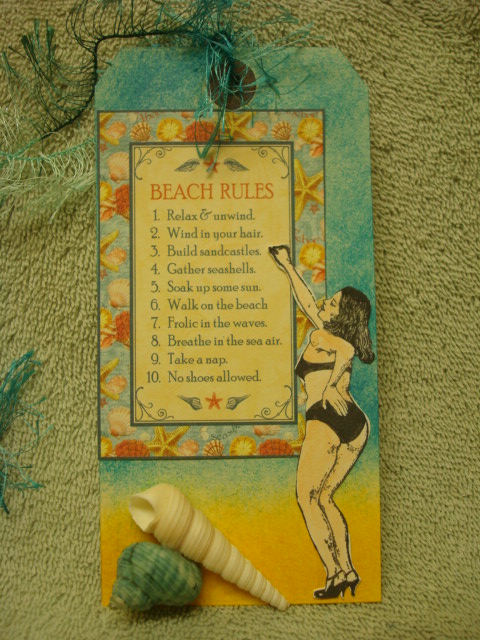 BEACH RULES
1. Relax & unwind.
2. Wind in your hair.
3. Build sandcastles.
4. Gather seashells.
5. Soak up some sun.
6. Walk on the beach
7. Frolic in the waves.
8. Breathe in the sea air.
9. Take a nap.
10. No shoes allowed.